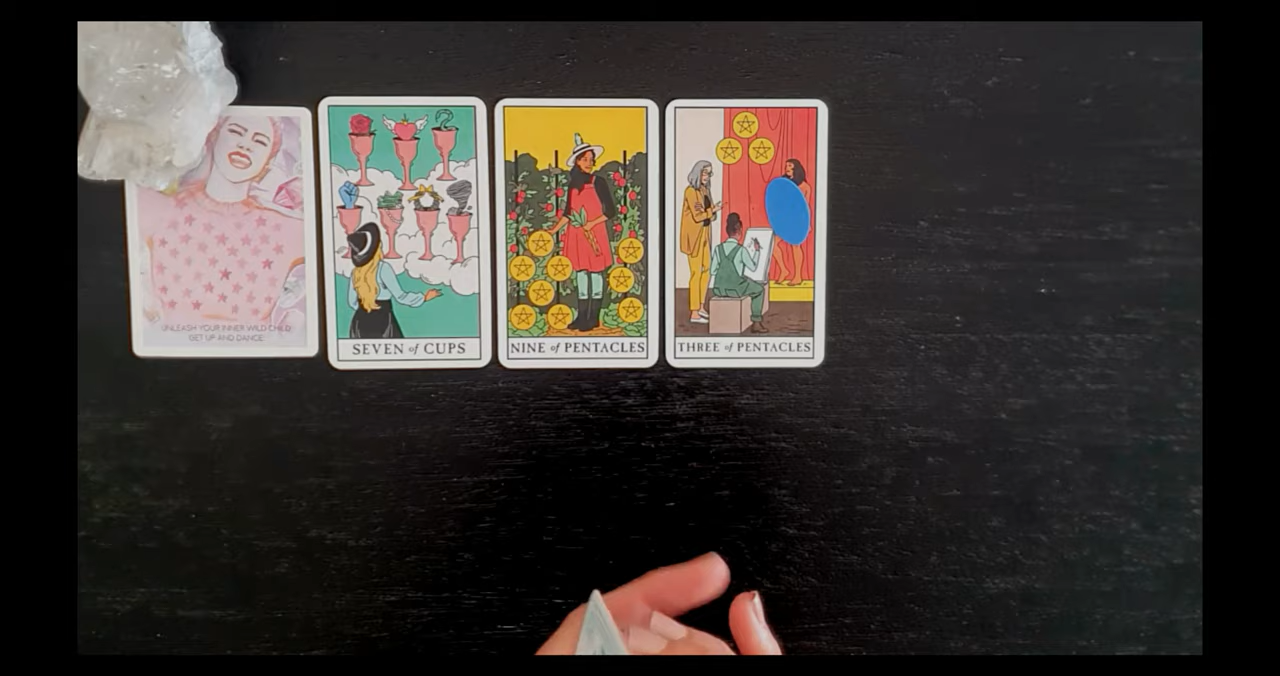 UNLEASH YOUR INNER WILD CHILD
GET UP AND DANCE
SEVEN of CUPS
NINE of PENTACLES
THREE of PENTACLES